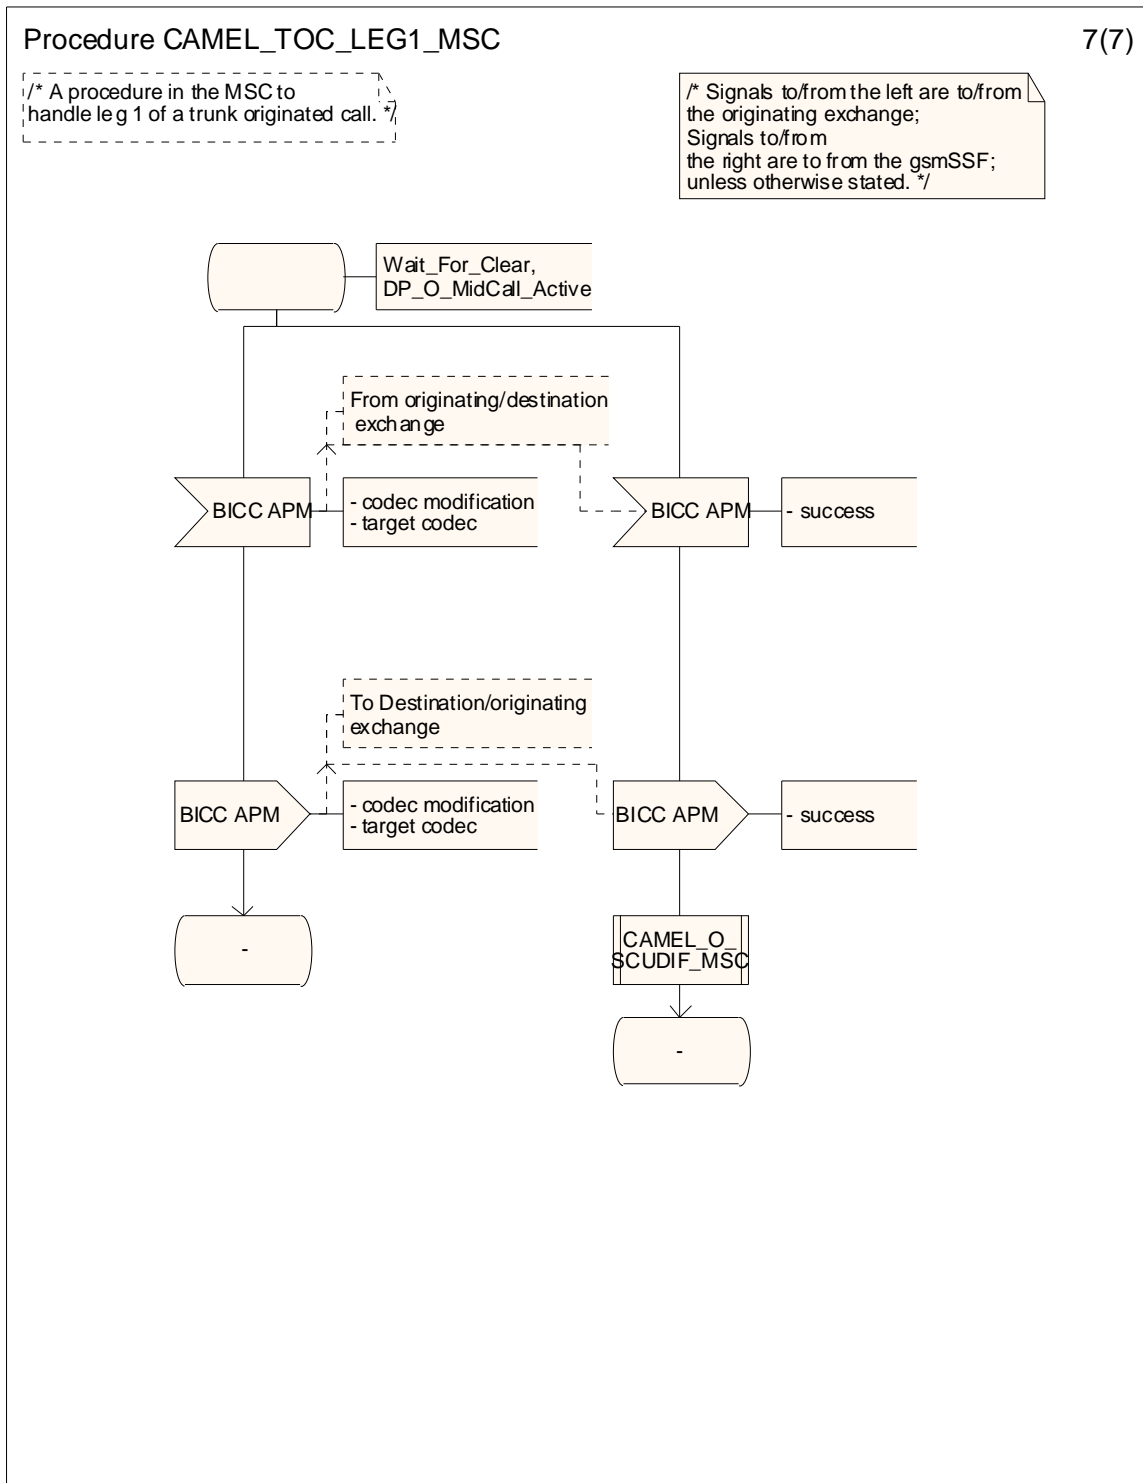 Procedure CAMEL_TOC_LEG1_MSC
7(7)
/* A procedure in the MSC to
handle leg 1 of a trunk originated call. */
/* Signals to/from the left are to/from
the originating exchange;
Signals to/from
the right are to from the gsmSSF;
unless otherwise stated. */
Wait_For_Clear,
DP_O_MidCall_Active
From originating/destination
exchange
BICC APM
- codec modification
- target codec
BICC APM
- success
To Destination/originating
exchange
BICC APM
- codec modification
- target codec
BICC APM
- success
-
CAMEL_O_
SCUDIF_MSC
-